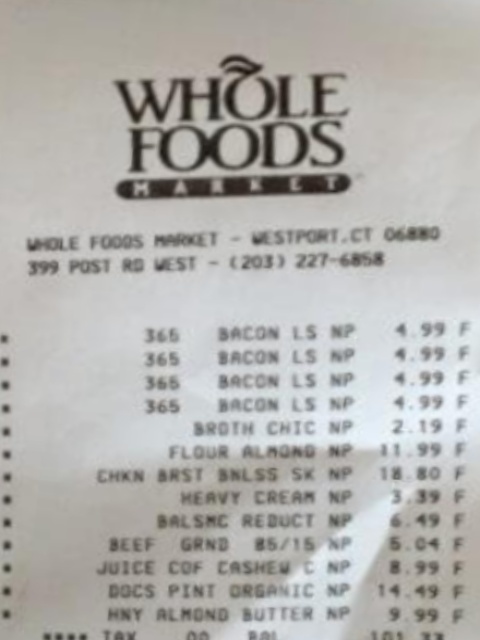 WHOLE
FOODS
MARKET
WHOLE FOODS MARKET - WESTPORT,CT 06880
399 POST RD WEST - (203) 227-6858
365 BACON LS NP 4.99 F
365 BACON LS NP 4.99 F
365 BACON LS NP 4.99 F
365 BACON LS NP 4.99 F
BROTH CHIC NP 2.19 F
FLOUR ALMOND NP 11.99 F
CHKN BRST BNLSS SK NP 18.80 F
HEAVY CREAM NP 3.39 F
BALSMC REDUCT NP 6.49 F
BEEF GRND 85/15 NP 5.04 F
JUICE COF CASHEW C NP 8.99 F
DOCS PINT ORGANIC NP 14.49 F
HNY ALMOND BUTTER NP 9.99 F
**** TAX .00 BAL